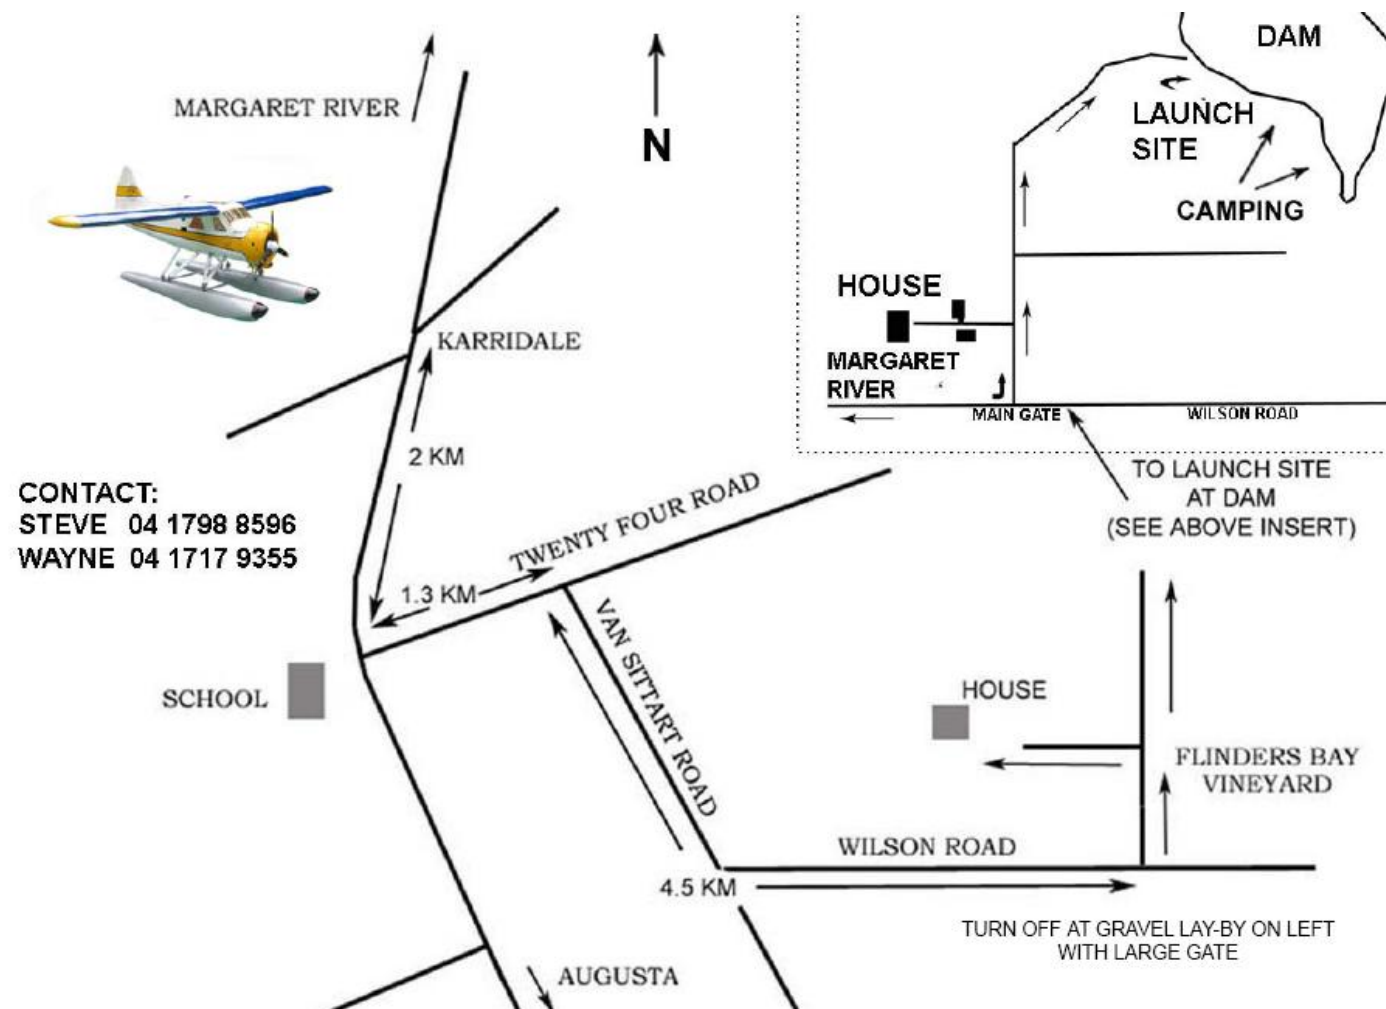 DAM
MARGARET RIVER
N
LAUNCH
SITE
CAMPING
HOUSE
KARRIDALE
MARGARET
RIVER
MAIN GATE
WILSON ROAD
2 KM
TO LAUNCH SITE
AT DAM
(SEE ABOVE INSERT)
CONTACT:
STEVE 04 1798 8596
WAYNE 04 1717 9355
TWENTY FOUR ROAD
1.3 KM
VAN SITTART ROAD
SCHOOL
HOUSE
FLINDERS BAY
VINEYARD
WILSON ROAD
4.5 KM
TURN OFF AT GRAVEL LAY-BY ON LEFT
WITH LARGE GATE
AUGUSTA